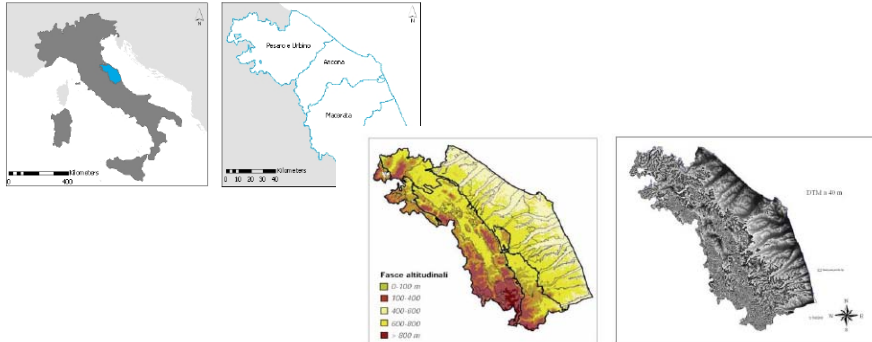 N
Kilometers
0 400
N
Pesaro e Urbino
Ancona
Macerata
Kilometers
0 10 20 30 40
Fasce altitudinali
0-100 m
100-400
400-600
600-800
> 800 m
DTM a 40 m
N
E